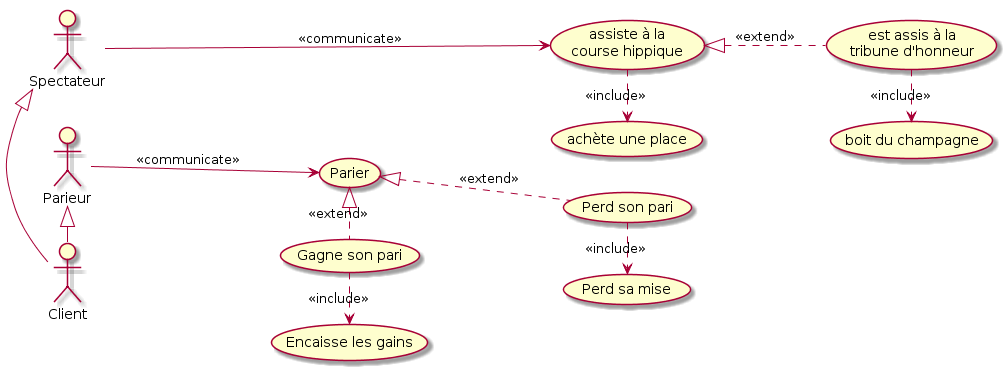 Spectateur
«communicate»
assiste à la
course hippique
«extend»
est assis à la
tribune d'honneur
«include»
«include»
achète une place
boit du champagne
Parieur
«communicate»
Parier
«extend»
«extend»
Perd son pari
Gagne son pari
«include»
Perd sa mise
Client
«include»
Encaisse les gains